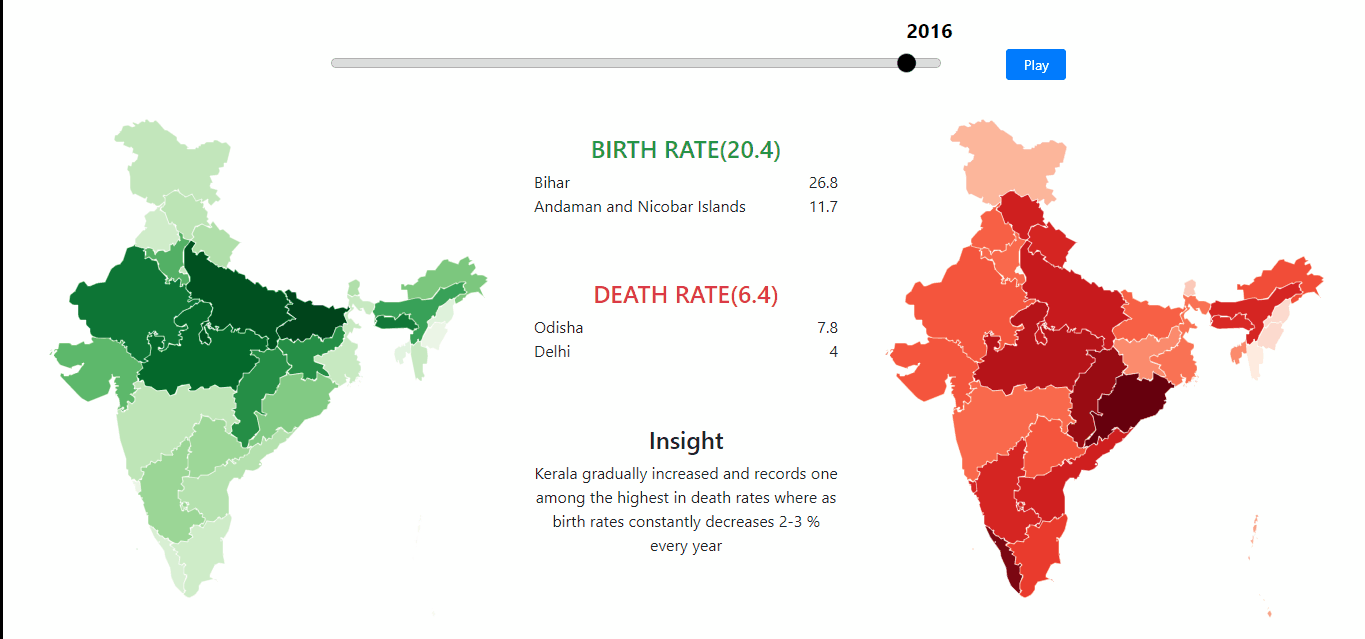 2016
Play
BIRTH RATE(20.4)
Bihar 26.8
Andaman and Nicobar Islands 11.7
DEATH RATE(6.4)
Odisha 7.8
Delhi 4
Insight
Kerala gradually increased and records one
among the highest in death rates where as
birth rates constantly decreases 2-3 %
every year